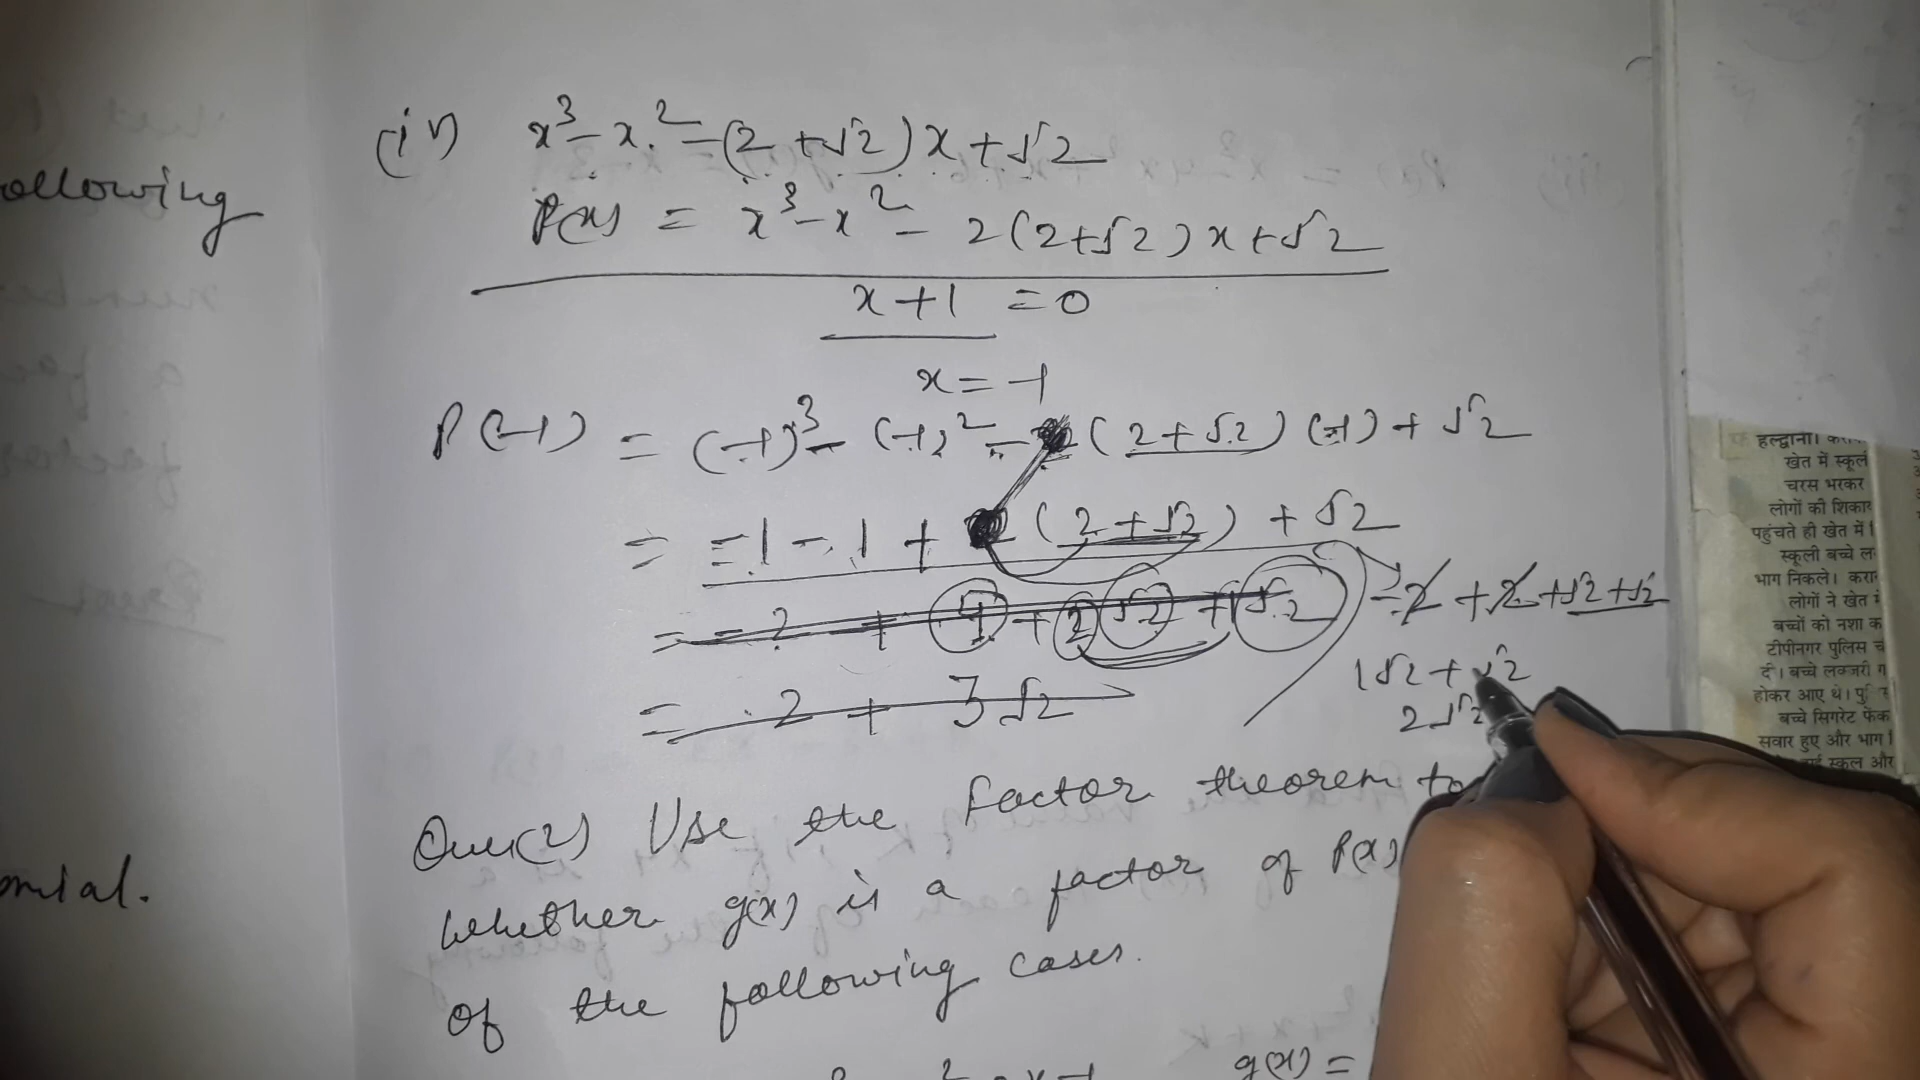 (iv) x³ - x² - (2 + √2) x + √2
P(x) = x³ - x² - 2(2+√2) x + √2
x + 1 = 0
x = -1
P(-1) = (-1)³ - (-1)² - (2+√2) (-1) + √2
= -1 - 1 + (2+√2) + √2
= -2 + 4 + 2√2 + 1√2
-2 + 2 + √2 + √2
= 2 + 3√2
1√2 + √2
2√2
Que(2) Use the factor theorem to
whether g(x) is a factor of P(x)
of the following cases.
g(x) =
ollowing
omial.
हल्द्वानी।
खेत में स्कूल
चरस भरकर
लोगों की शिकार
पहुंचते ही खेत में
स्कूली बच्चे ल
भाग निकले। करा
लोगों ने खेत में
बच्चों को नशा क
टीपीनगर पुलिस
दी। बच्चे लक्जरी ग
होकर आए थे। पु
बच्चे सिगरेट फेंक
सवार हुए और भाग
स्कूल और